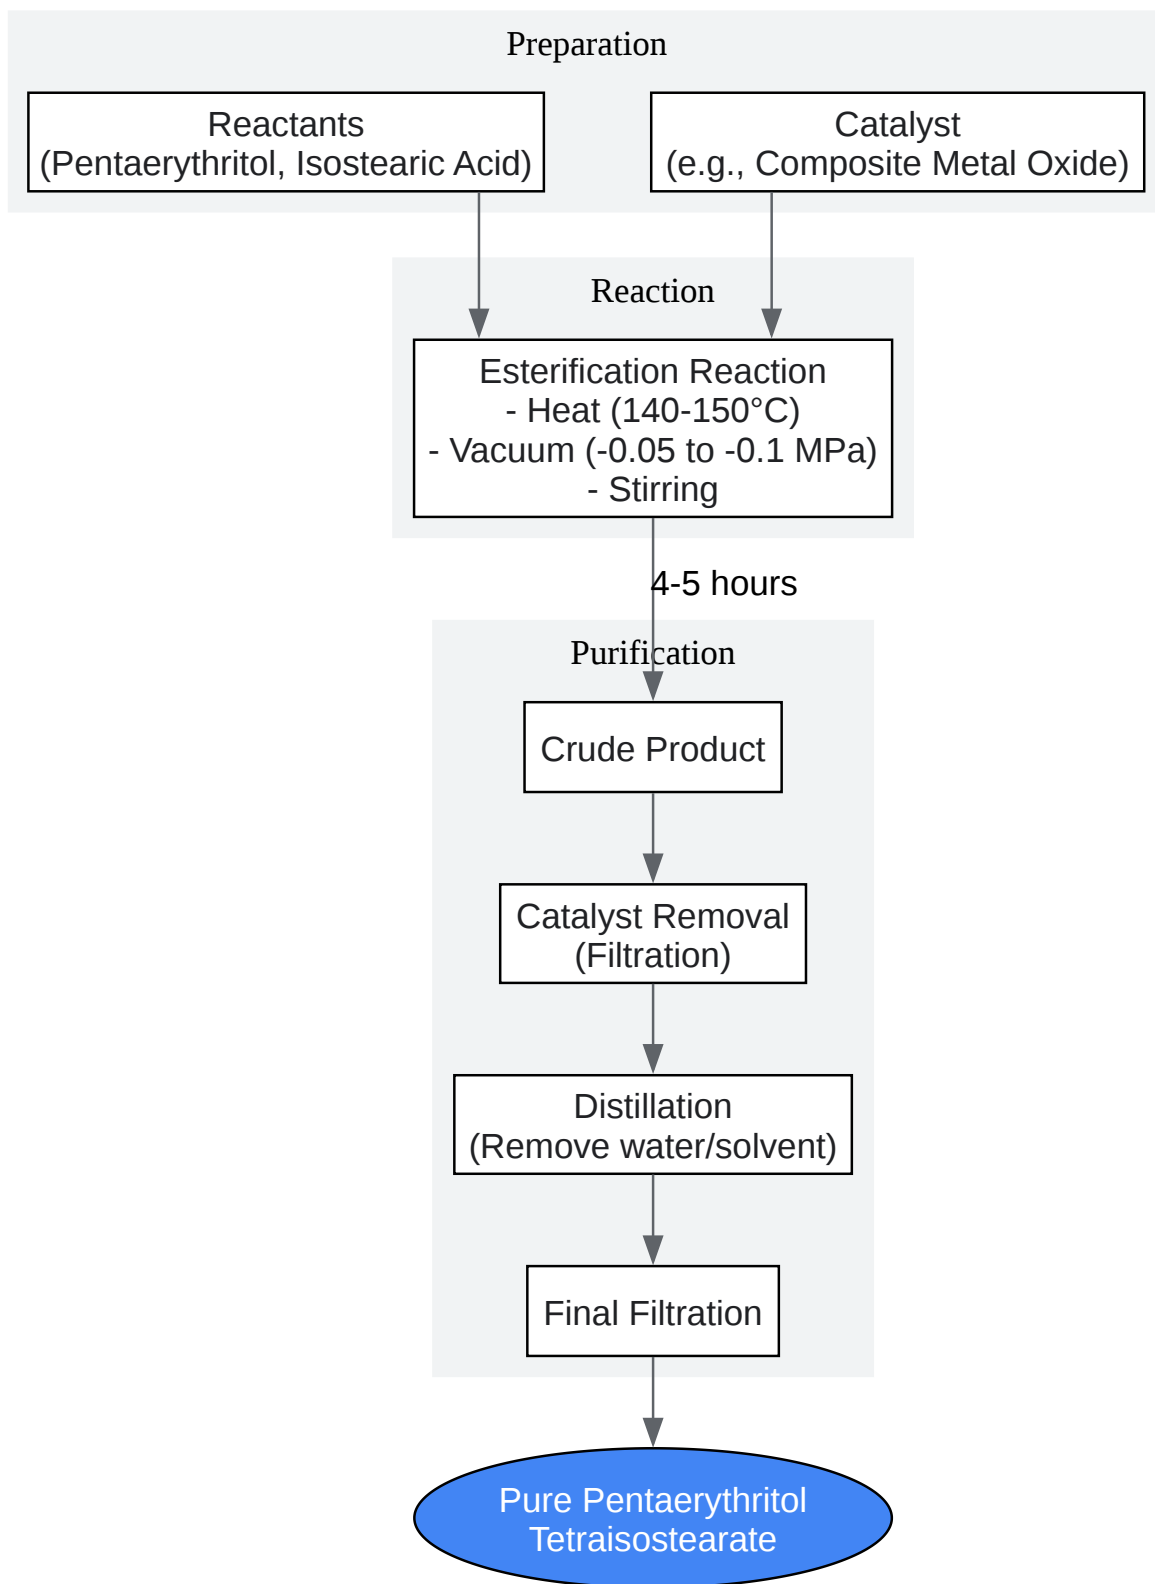 Preparation
Reactants
(Pentaerythritol, Isostearic Acid)
Catalyst
(e.g., Composite Metal Oxide)
Reaction
Esterification Reaction
- Heat (140-150°C)
- Vacuum (-0.05 to -0.1 MPa)
- Stirring
4-5 hours
Purification
Crude Product
Catalyst Removal
(Filtration)
Distillation
(Remove water/solvent)
Final Filtration
Pure Pentaerythritol
Tetraisostearate